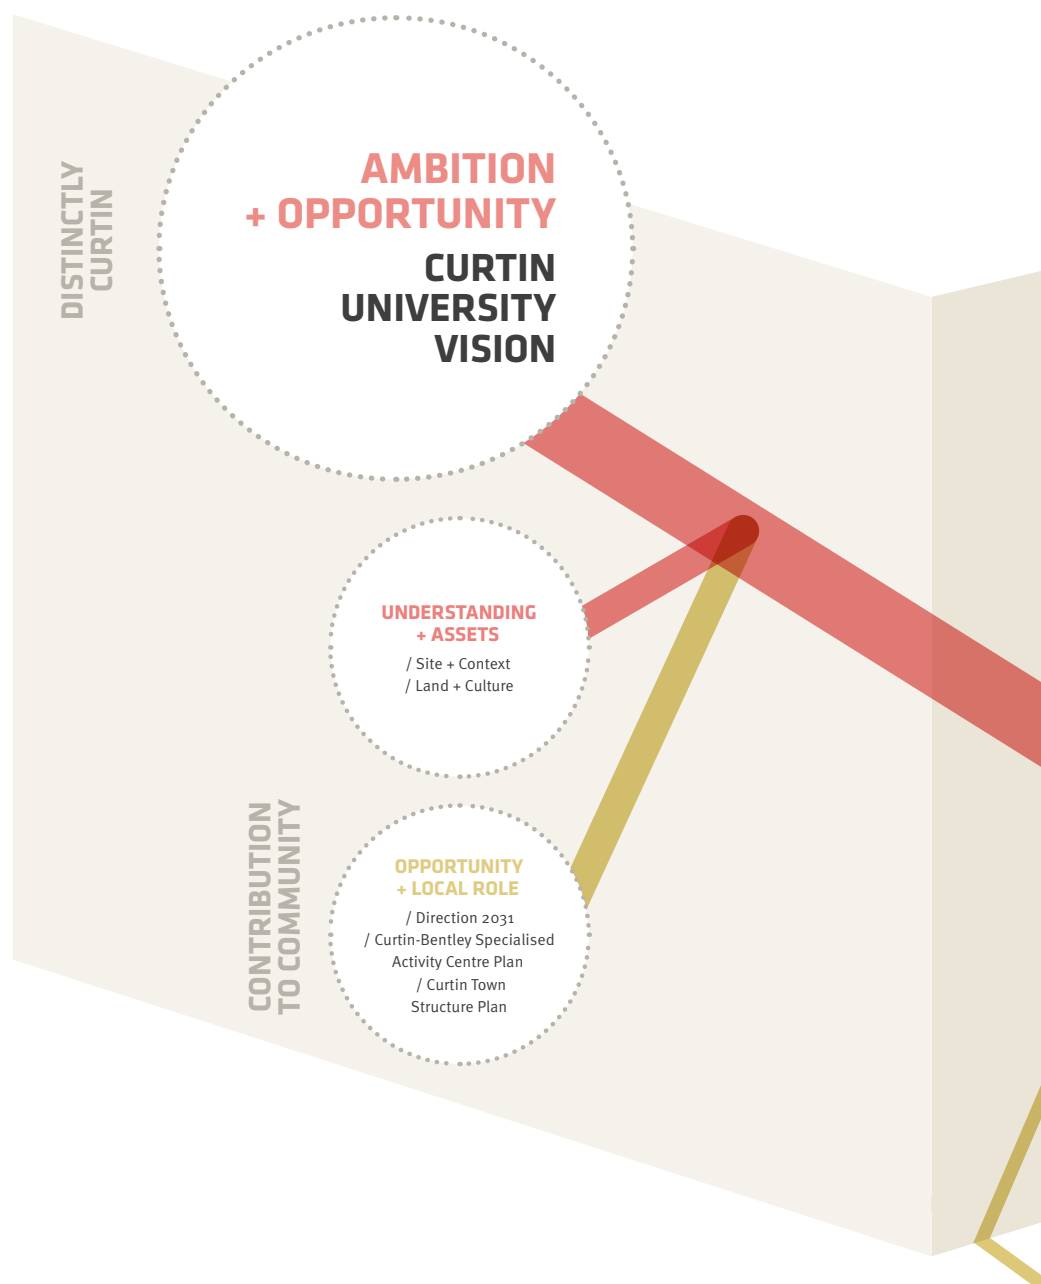 DISTINCTLY
CURTIN
AMBITION
+ OPPORTUNITY
CURTIN
UNIVERSITY
VISION
UNDERSTANDING
+ ASSETS
/ Site + Context
/ Land + Culture
CONTRIBUTION
TO COMMUNITY
OPPORTUNITY
+ LOCAL ROLE
/ Direction 2031
/ Curtin-Bentley Specialised
Activity Centre Plan
/ Curtin Town
Structure Plan